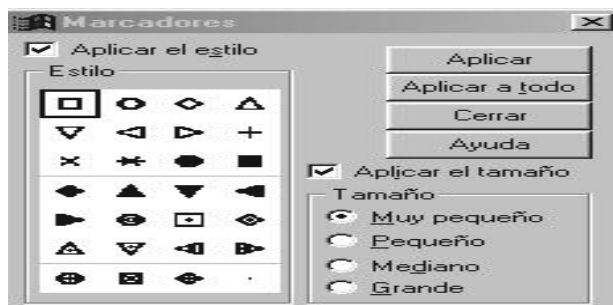 Marcadores
Aplicar el estilo
Estilo
Aplicar
Aplicar a todo
Cerrar
Ayuda
Aplicar el tamaño
Tamaño
Muy pequeño
Pequeño
Mediano
Grande